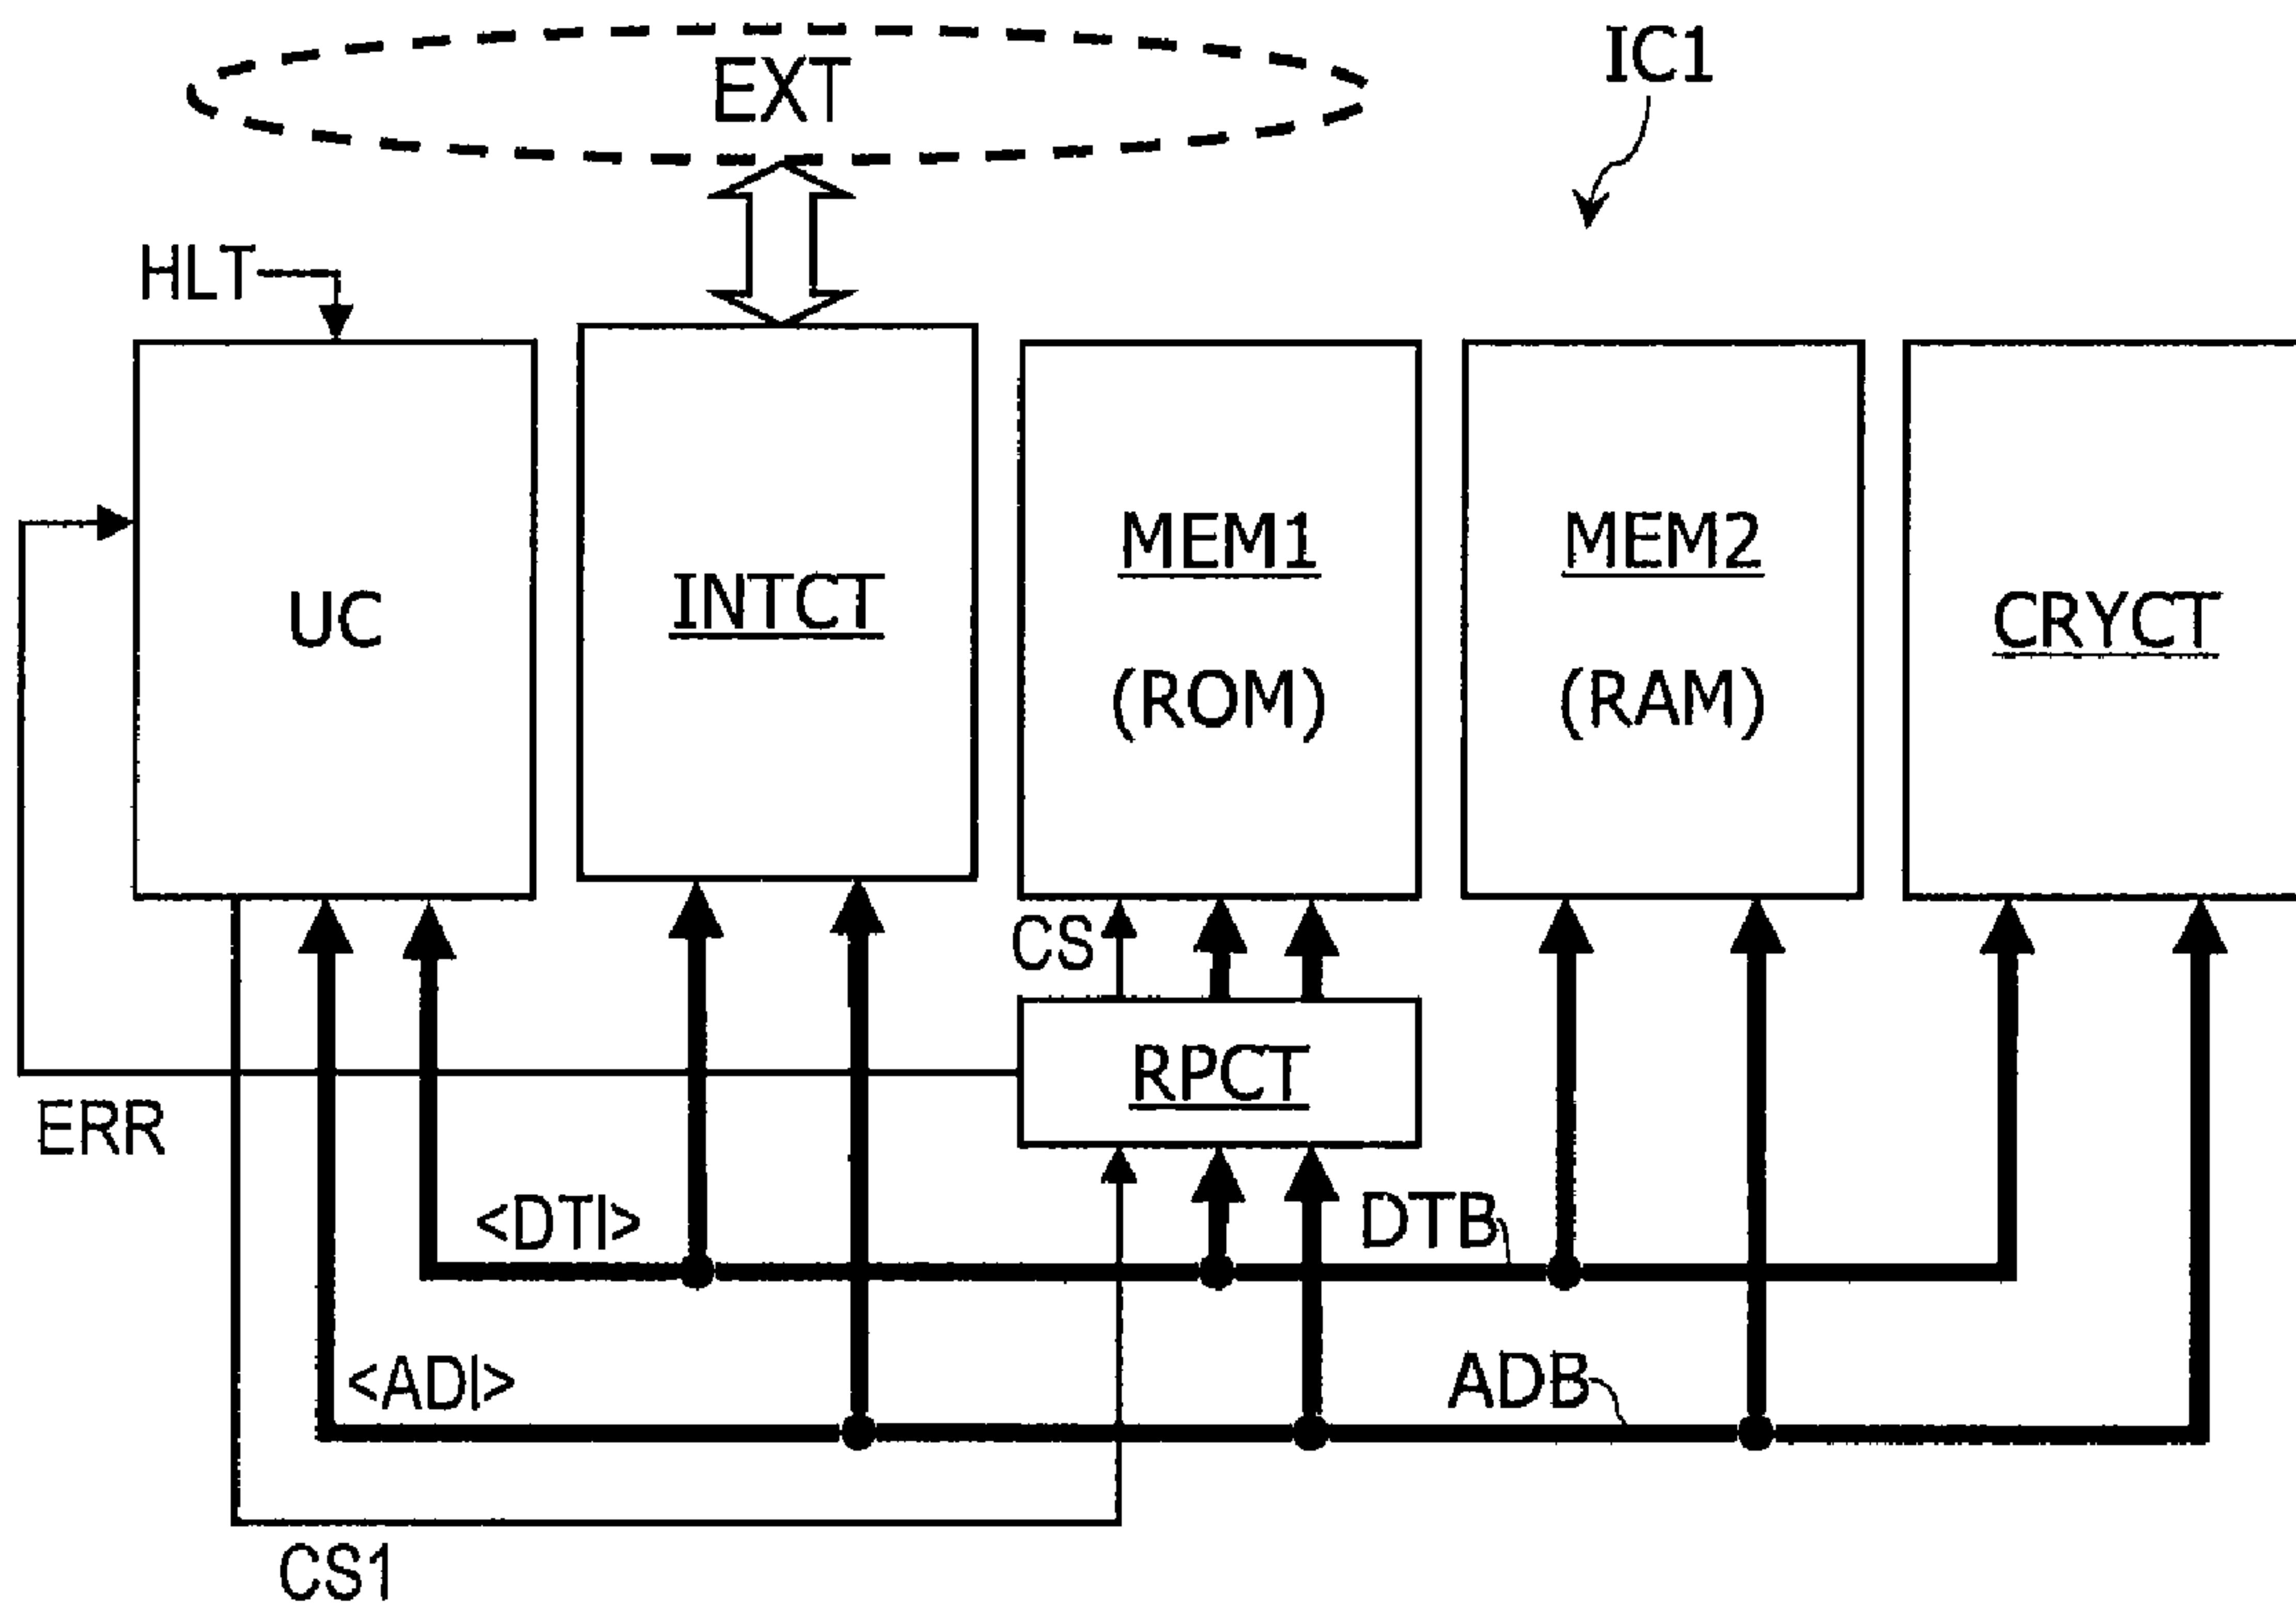 EXT
IC1
HLT
UC
INTCT
MEM1
(ROM)
MEM2
(RAM)
CRYCT
CS
RPCT
ERR
<DTI>
DTB
<ADI>
ADB
CS1